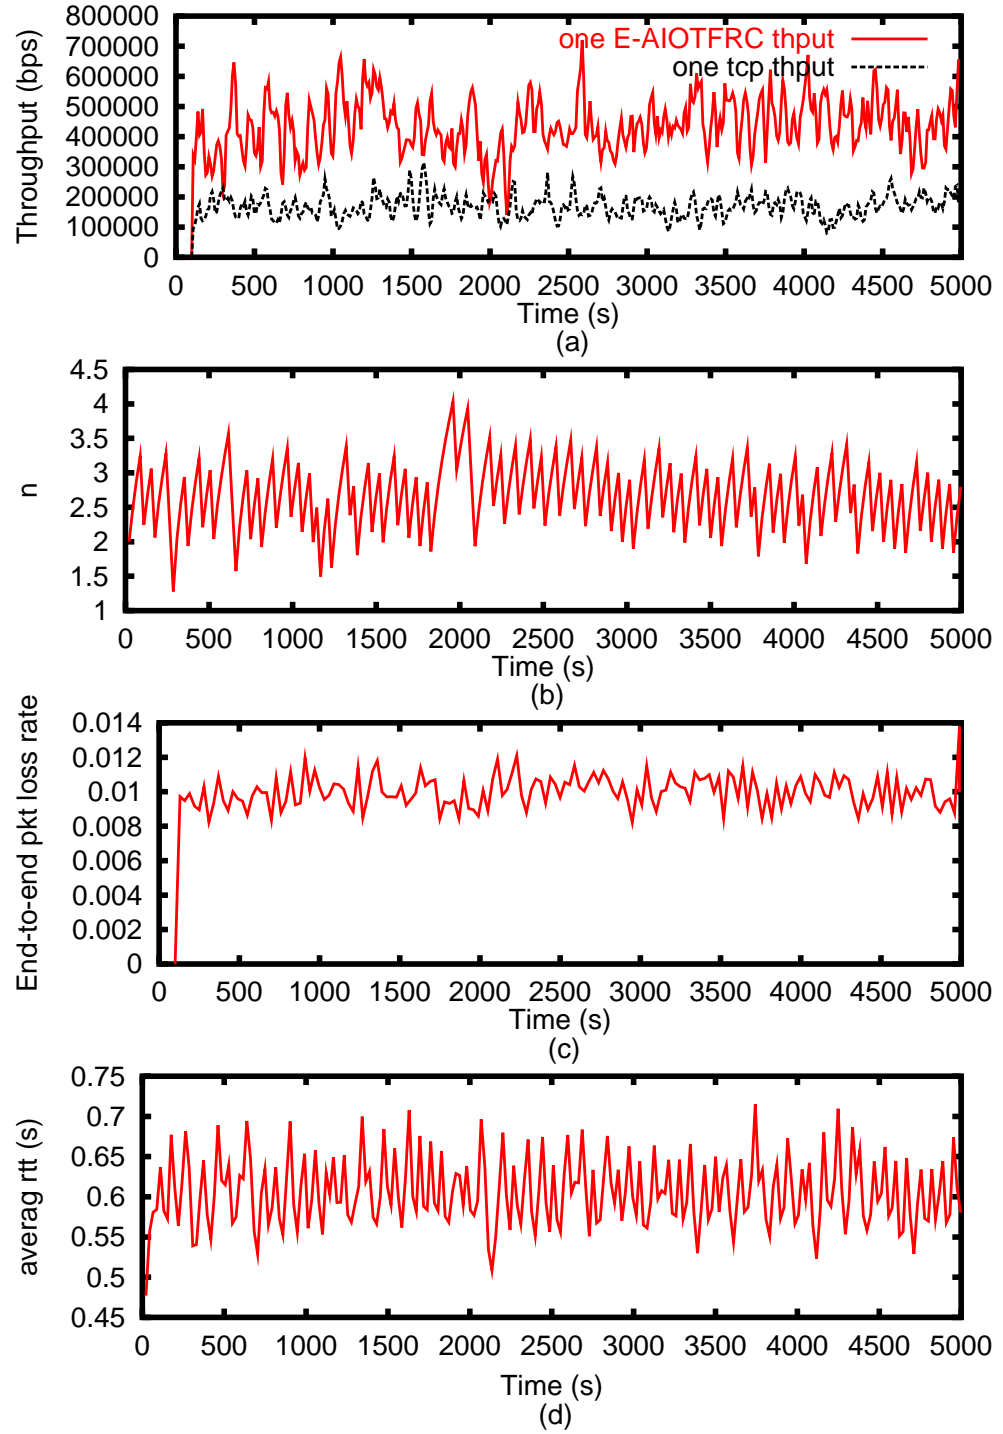 800000
700000
600000
500000
400000
300000
200000
100000
0
Throughput (bps)
one E-AIOTFRC thput
one tcp thput
0 500 1000 1500 2000 2500 3000 3500 4000 4500 5000
Time (s)
(a)
4.5
4
3.5
3
2.5
2
1.5
1
n
0 500 1000 1500 2000 2500 3000 3500 4000 4500 5000
Time (s)
(b)
0.014
0.012
0.01
0.008
0.006
0.004
0.002
0
End-to-end pkt loss rate
0 500 1000 1500 2000 2500 3000 3500 4000 4500 5000
Time (s)
(c)
0.75
0.7
0.65
0.6
0.55
0.5
0.45
averag rtt (s)
0 500 1000 1500 2000 2500 3000 3500 4000 4500 5000
Time (s)
(d)